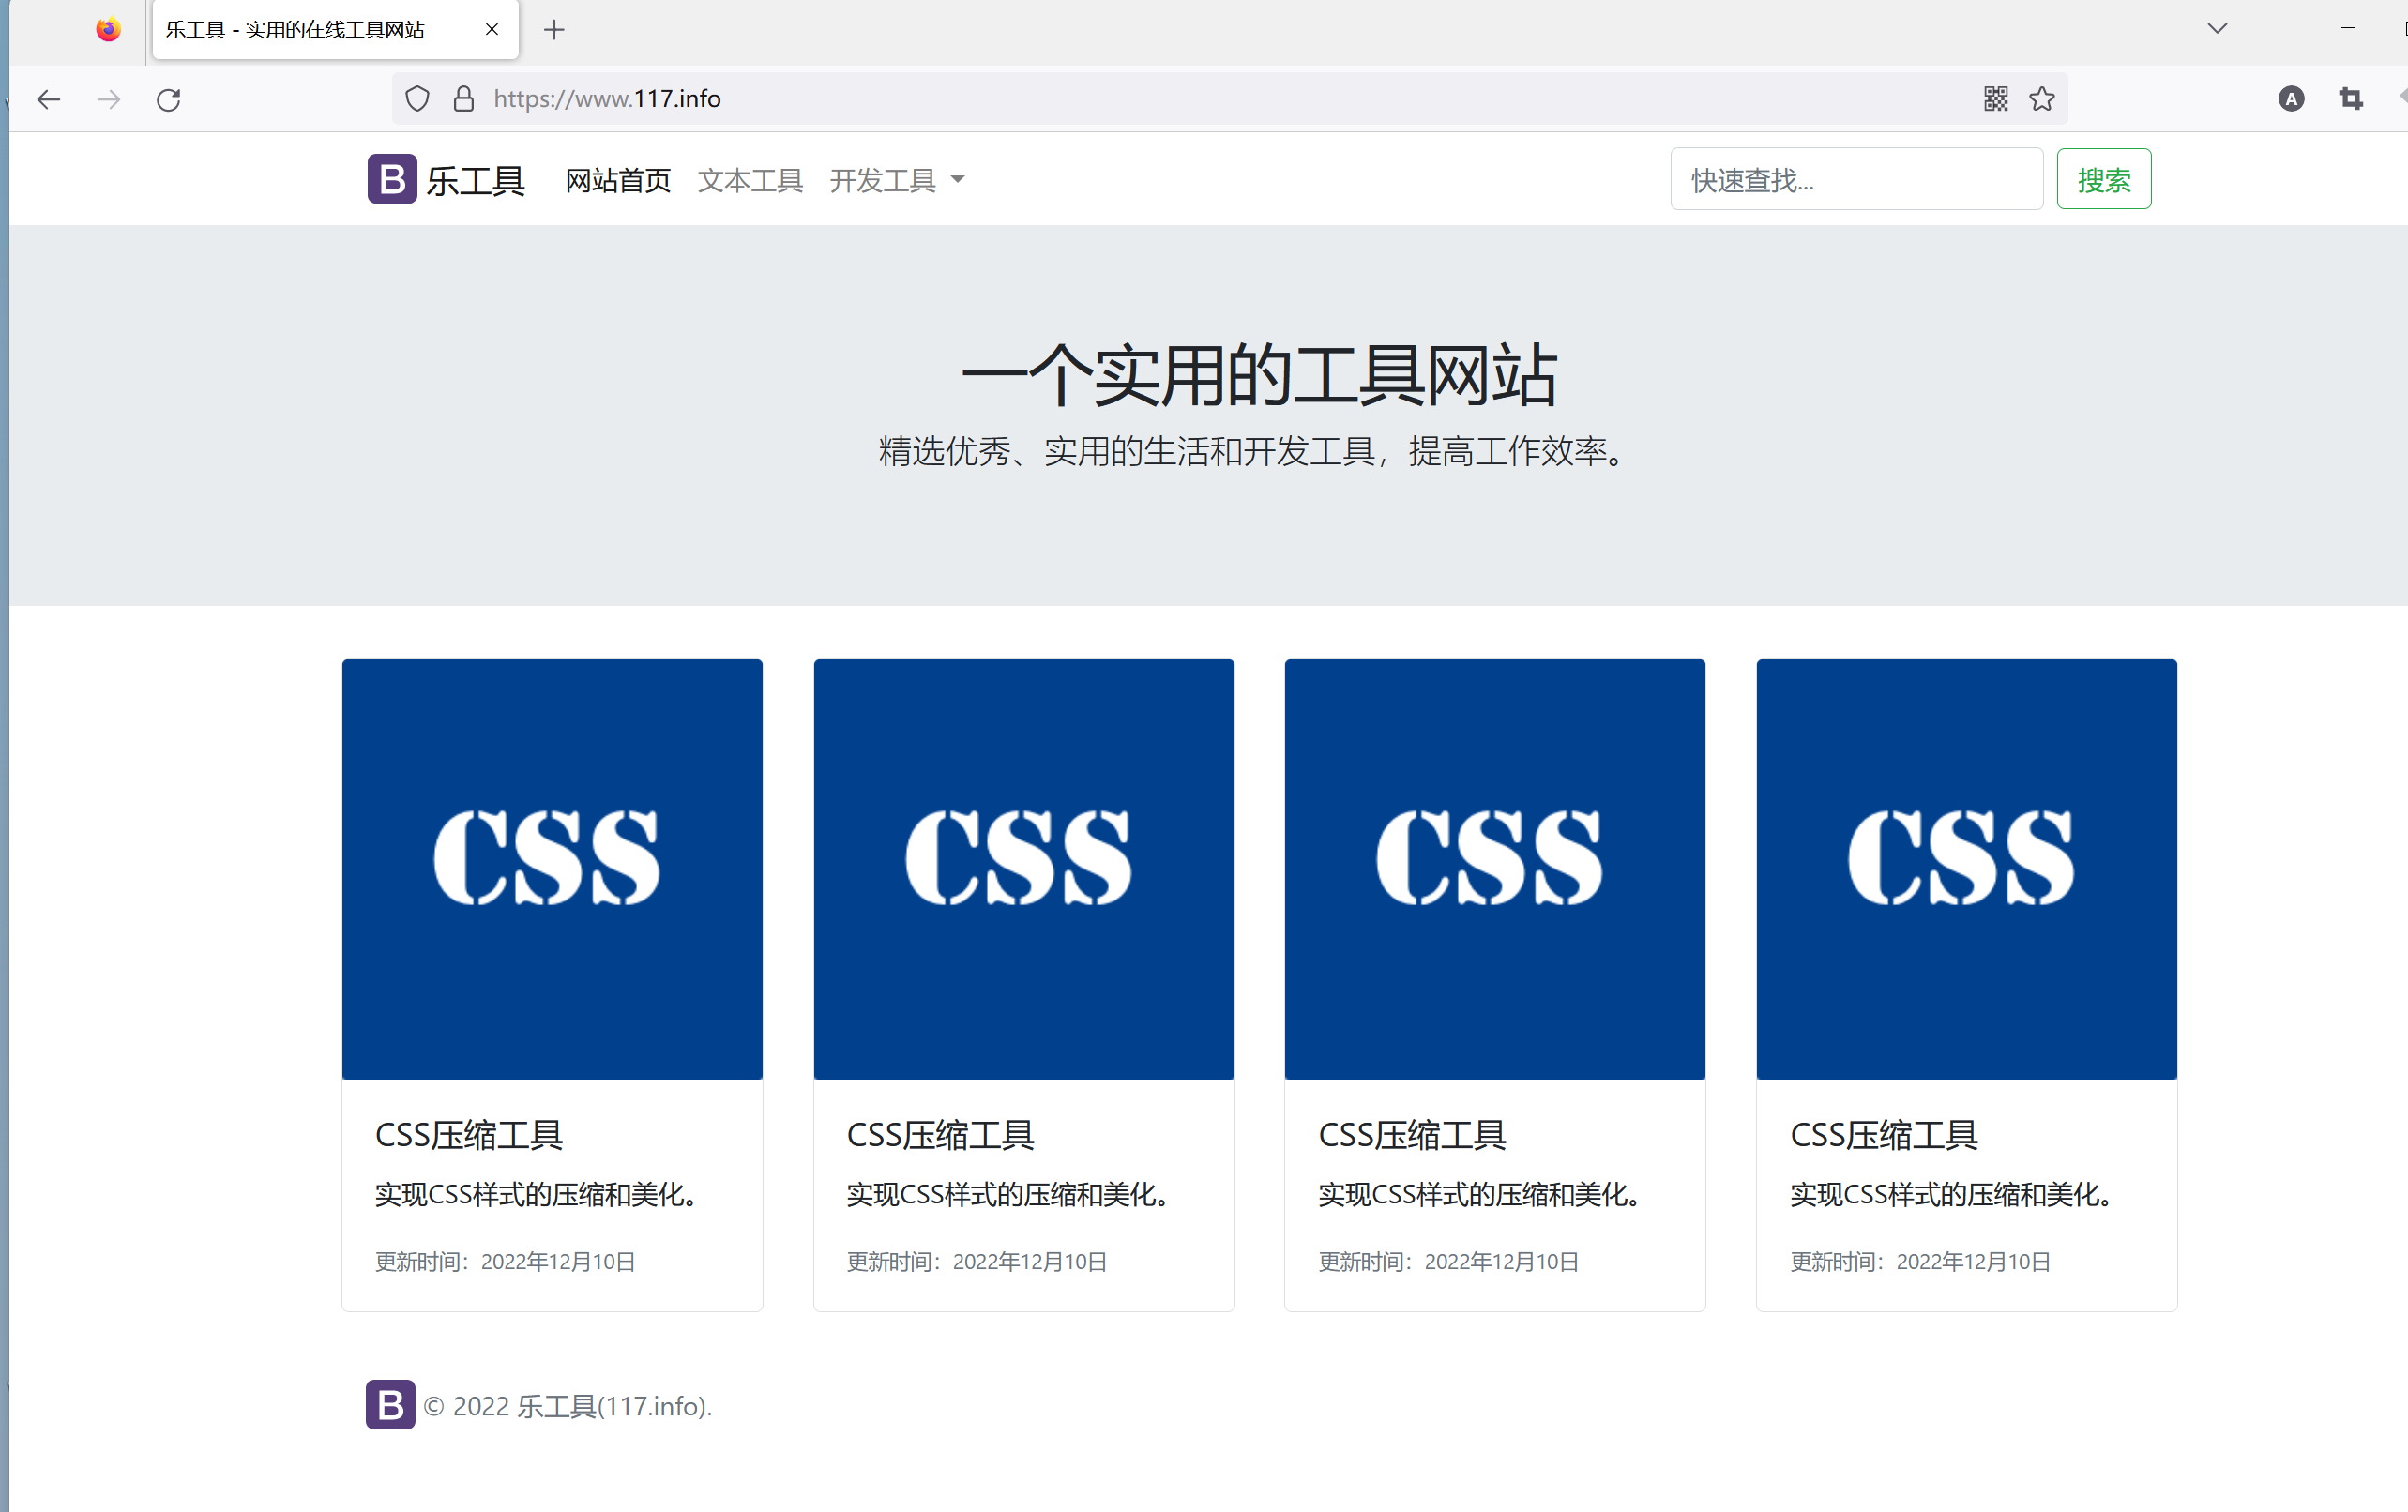 乐工具 - 实用的在线工具网站
https://www.117.info
A
B 乐工具 网站首页 文本工具 开发工具 快速查找... 搜索
一个实用的工具网站
精选优秀、实用的生活和开发工具，提高工作效率。
CSS CSS CSS CSS
CSS压缩工具 CSS压缩工具 CSS压缩工具 CSS压缩工具
实现CSS样式的压缩和美化。 实现CSS样式的压缩和美化。 实现CSS样式的压缩和美化。 实现CSS样式的压缩和美化。
更新时间：2022年12月10日 更新时间：2022年12月10日 更新时间：2022年12月10日 更新时间：2022年12月10日
B © 2022 乐工具(117.info).